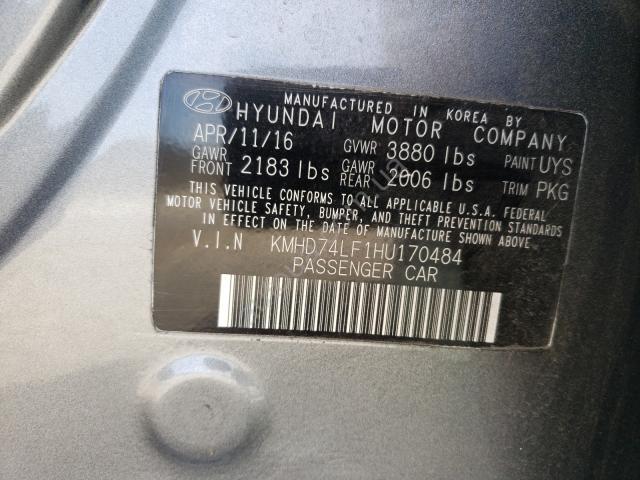 MANUFACTURED IN KOREA BY
HYUNDAI MOTOR COMPANY
APR/11/16 GVWR 3880 lbs PAINT UYS
GAWR FRONT 2183 lbs GAWR REAR 2006 lbs TRIM PKG
THIS VEHICLE CONFORMS TO ALL APPLICABLE U.S.A. FEDERAL
MOTOR VEHICLE SAFETY, BUMPER, AND THEFT PREVENTION STANDARDS
IN EFFECT ON THE DATE OF MANUFACTURE SHOWN ABOVE.
V.I.N KMHD74LF1HU170484
PASSENGER CAR